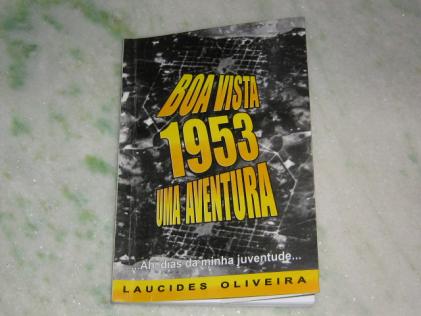 BOA VISTA
1953
UMA AVENTURA
...Ah dias da minha juventude...
LAUCIDES OLIVEIRA